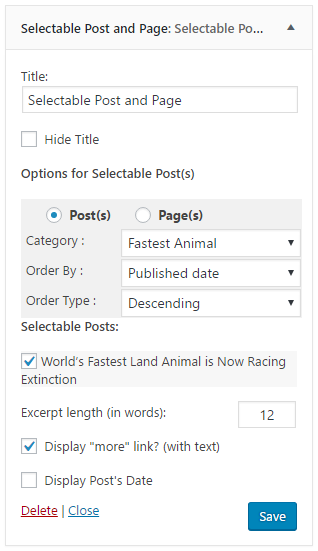 Selectable Post and Page: Selectable Po...
Title:
Selectable Post and Page
Hide Title
Options for Selectable Post(s)
Post(s) Page(s)
Category : Fastest Animal
Order By : Published date
Order Type : Descending
Selectable Posts:
World's Fastest Land Animal is Now Racing
Extinction
Excerpt length (in words): 12
Display "more" link? (with text)
Display Post's Date
Delete | Close Save